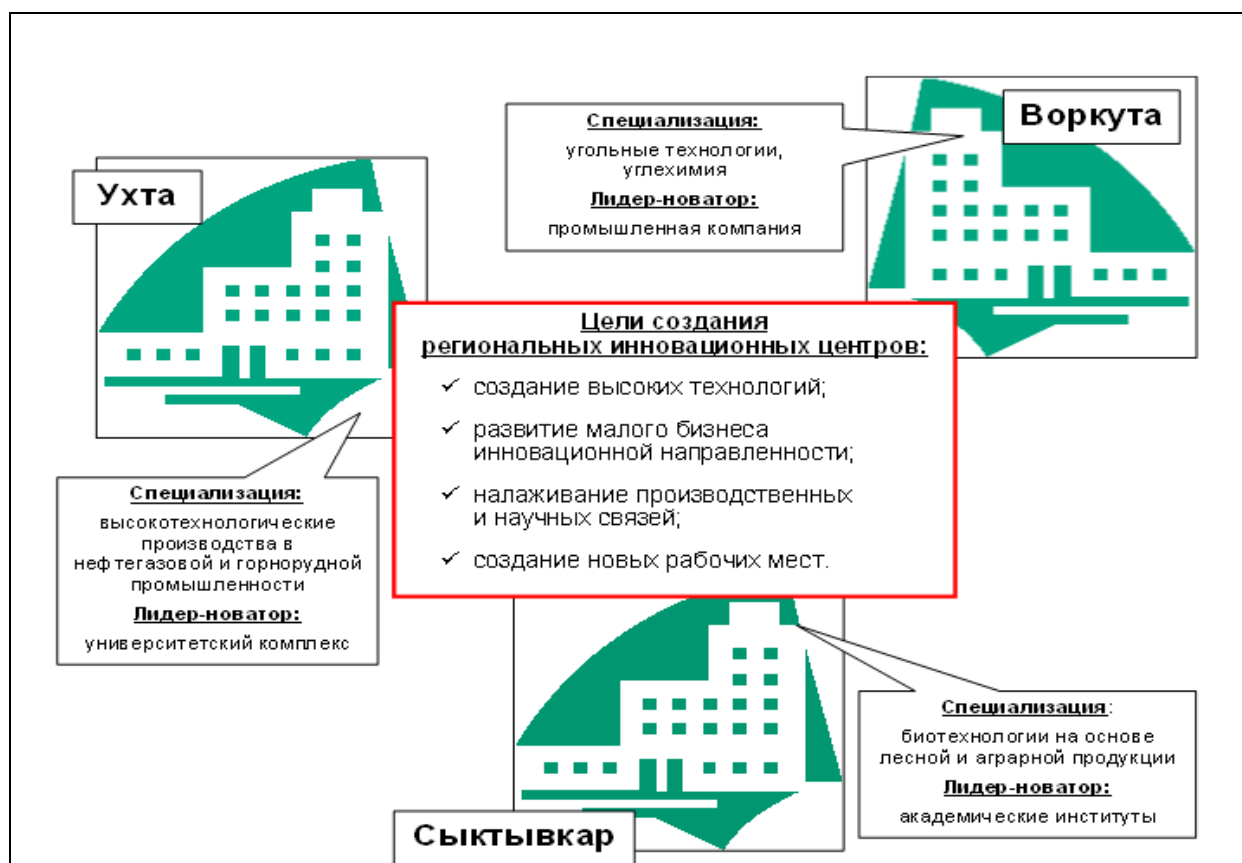 Воркута
Специализация:
угольные технологии,
углехимия
Лидер-новатор:
промышленная компания
Ухта
Цели создания
региональных инновационных центров:
✓ создание высоких технологий;
✓ развитие малого бизнеса
инновационной направленности;
✓ налаживание производственных
и научных связей;
✓ создание новых рабочих мест.
Специализация:
высокотехнологические
производства в
нефтегазовой и горнорудной
промышленности
Лидер-новатор:
университетский комплекс
Специализация:
биотехнологии на основе
лесной и аграрной продукции
Лидер-новатор:
академические институты
Сыктывкар